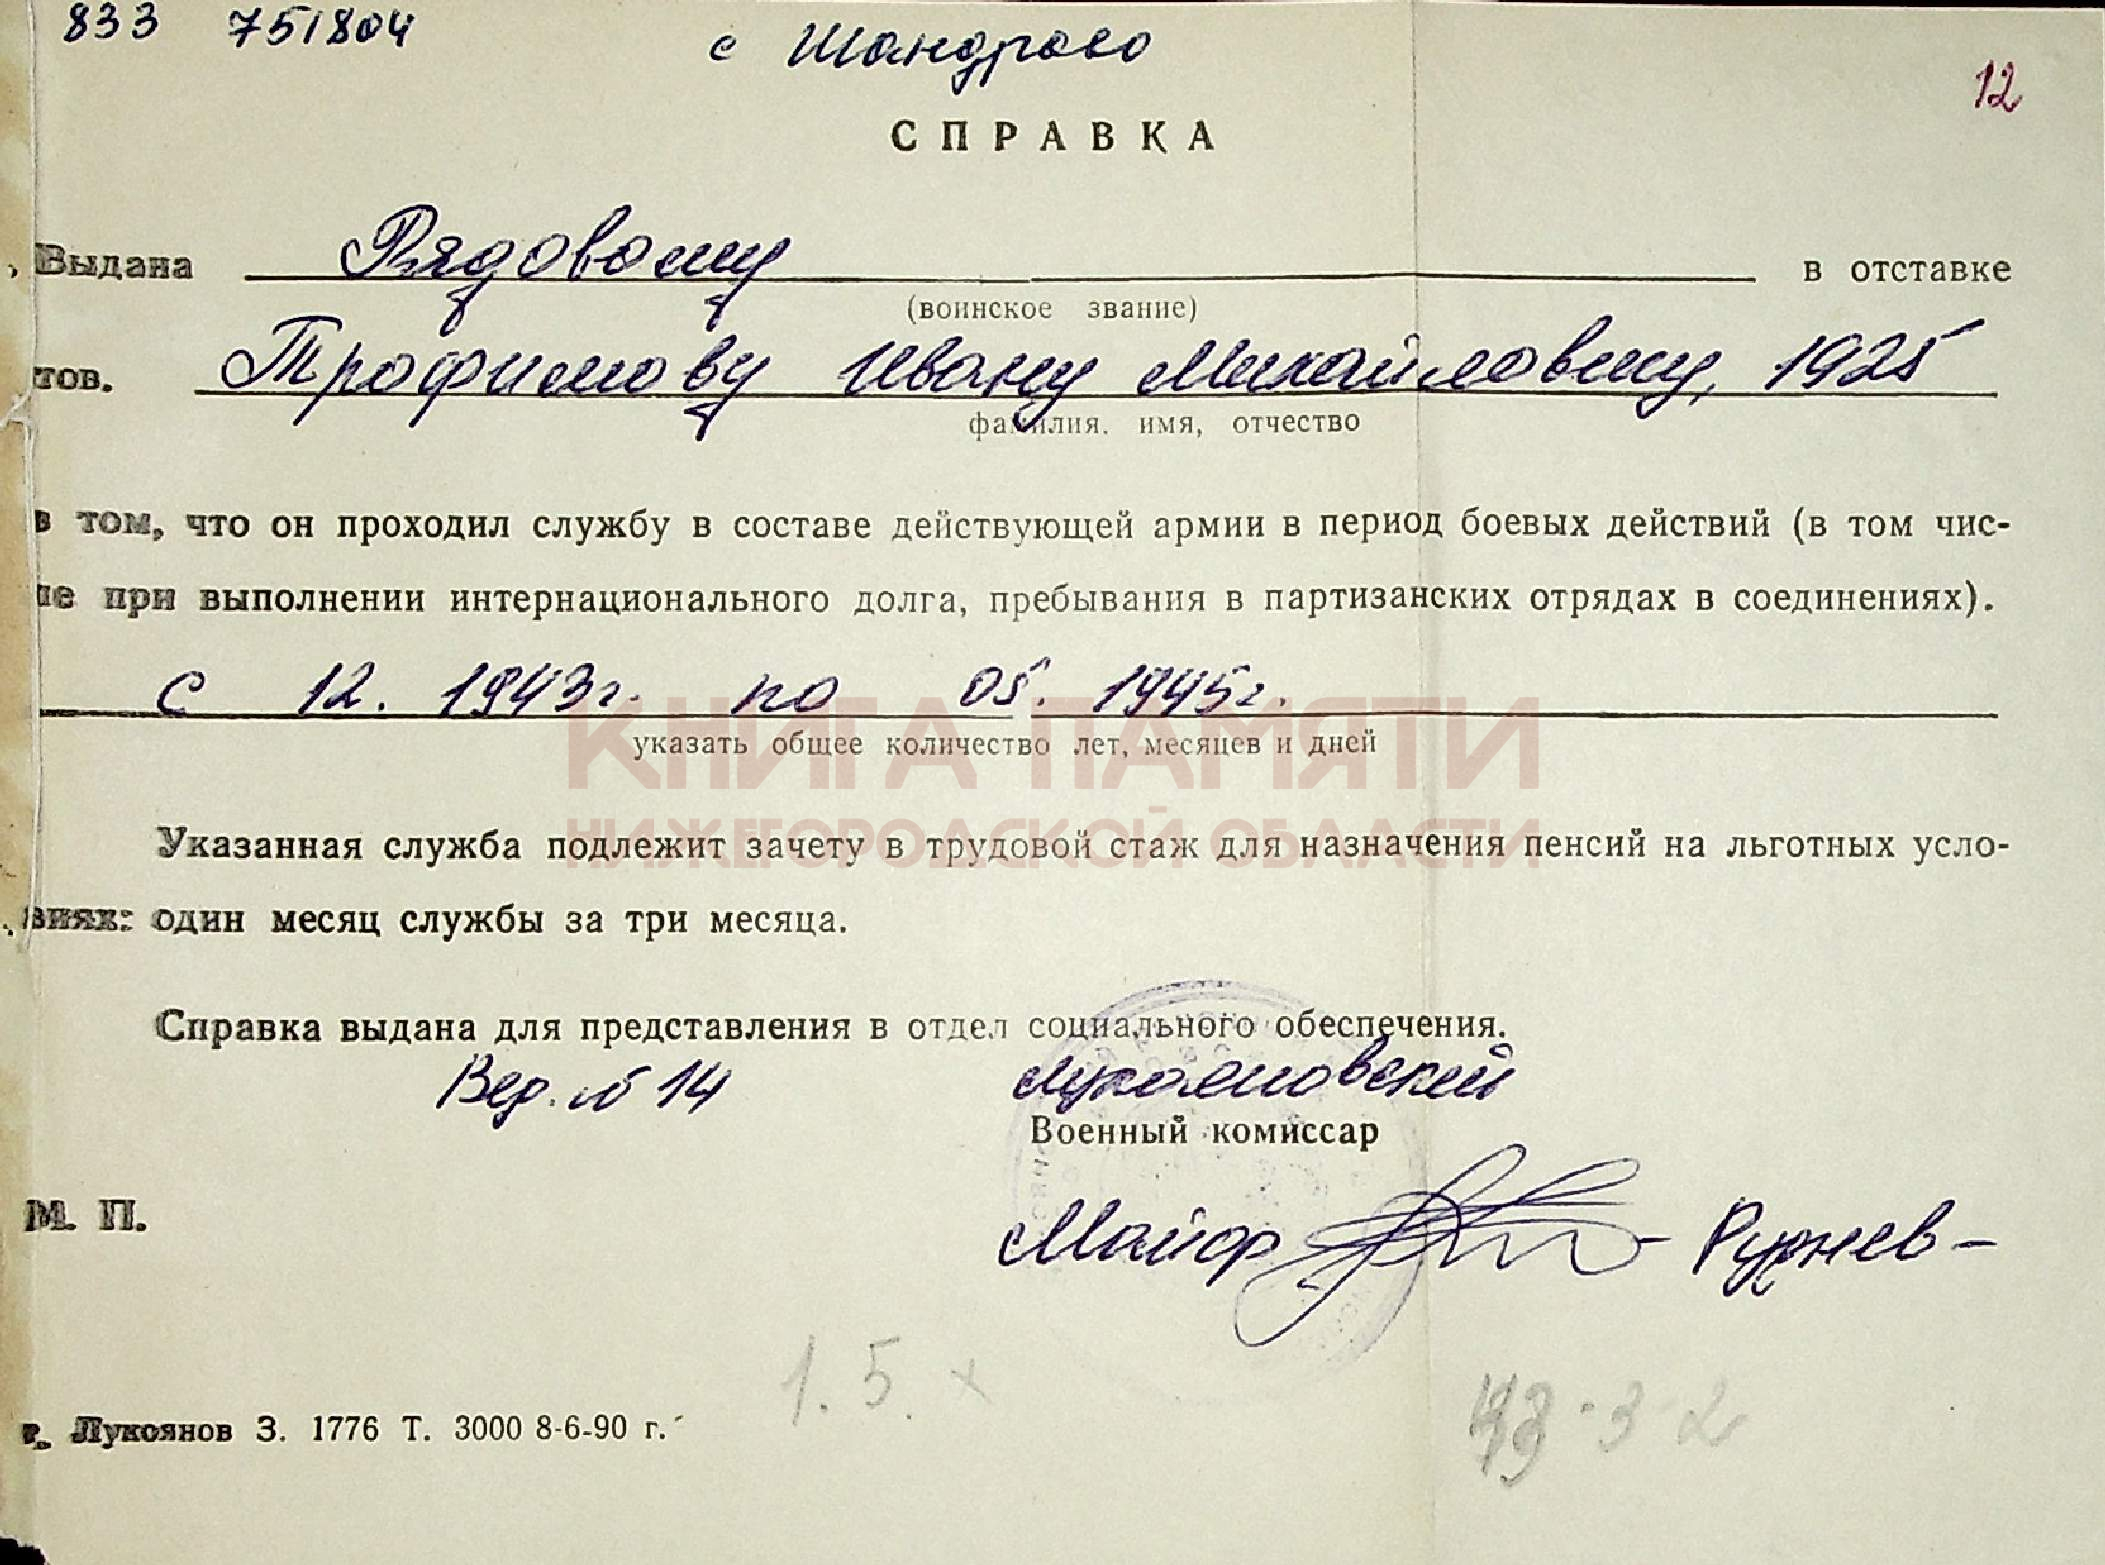 833 751804
с Шандрово
12
СПРАВКА
Выдана Рядовому в отставке
(воинское звание)
тов. Трофимову Ивану Михайловичу, 1925
фамилия. имя, отчество
в том, что он проходил службу в составе действующей армии в период боевых действий (в том чис-
ле при выполнении интернационального долга, пребывания в партизанских отрядах в соединениях).
с 12. 1943г. по 05. 1945г.
указать общее количество лет, месяцев и дней
КНИГА ПАМЯТИ
НИЖЕГОРОДСКОЙ ОБЛАСТИ
Указанная служба подлежит зачету в трудовой стаж для назначения пенсий на льготных усло-
виях: один месяц службы за три месяца.
Справка выдана для представления в отдел социального обеспечения.
Вед. № 14 Лукояновский
Военный комиссар
М. П.
Майор Руднев
1. 5. х
3 2
г. Лукоянов З. 1776 Т. 3000 8-6-90 г.